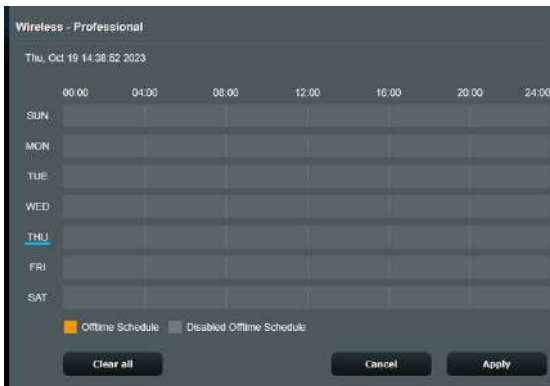 Wireless - Professional
Thu, Oct 19 14:38:52 2023
00:00 04:00 08:00 12:00 16:00 20:00 24:00
SUN
MON
TUE
WED
THU
FRI
SAT
Offtime Schedule Disabled Offtime Schedule
Clear all Cancel Apply